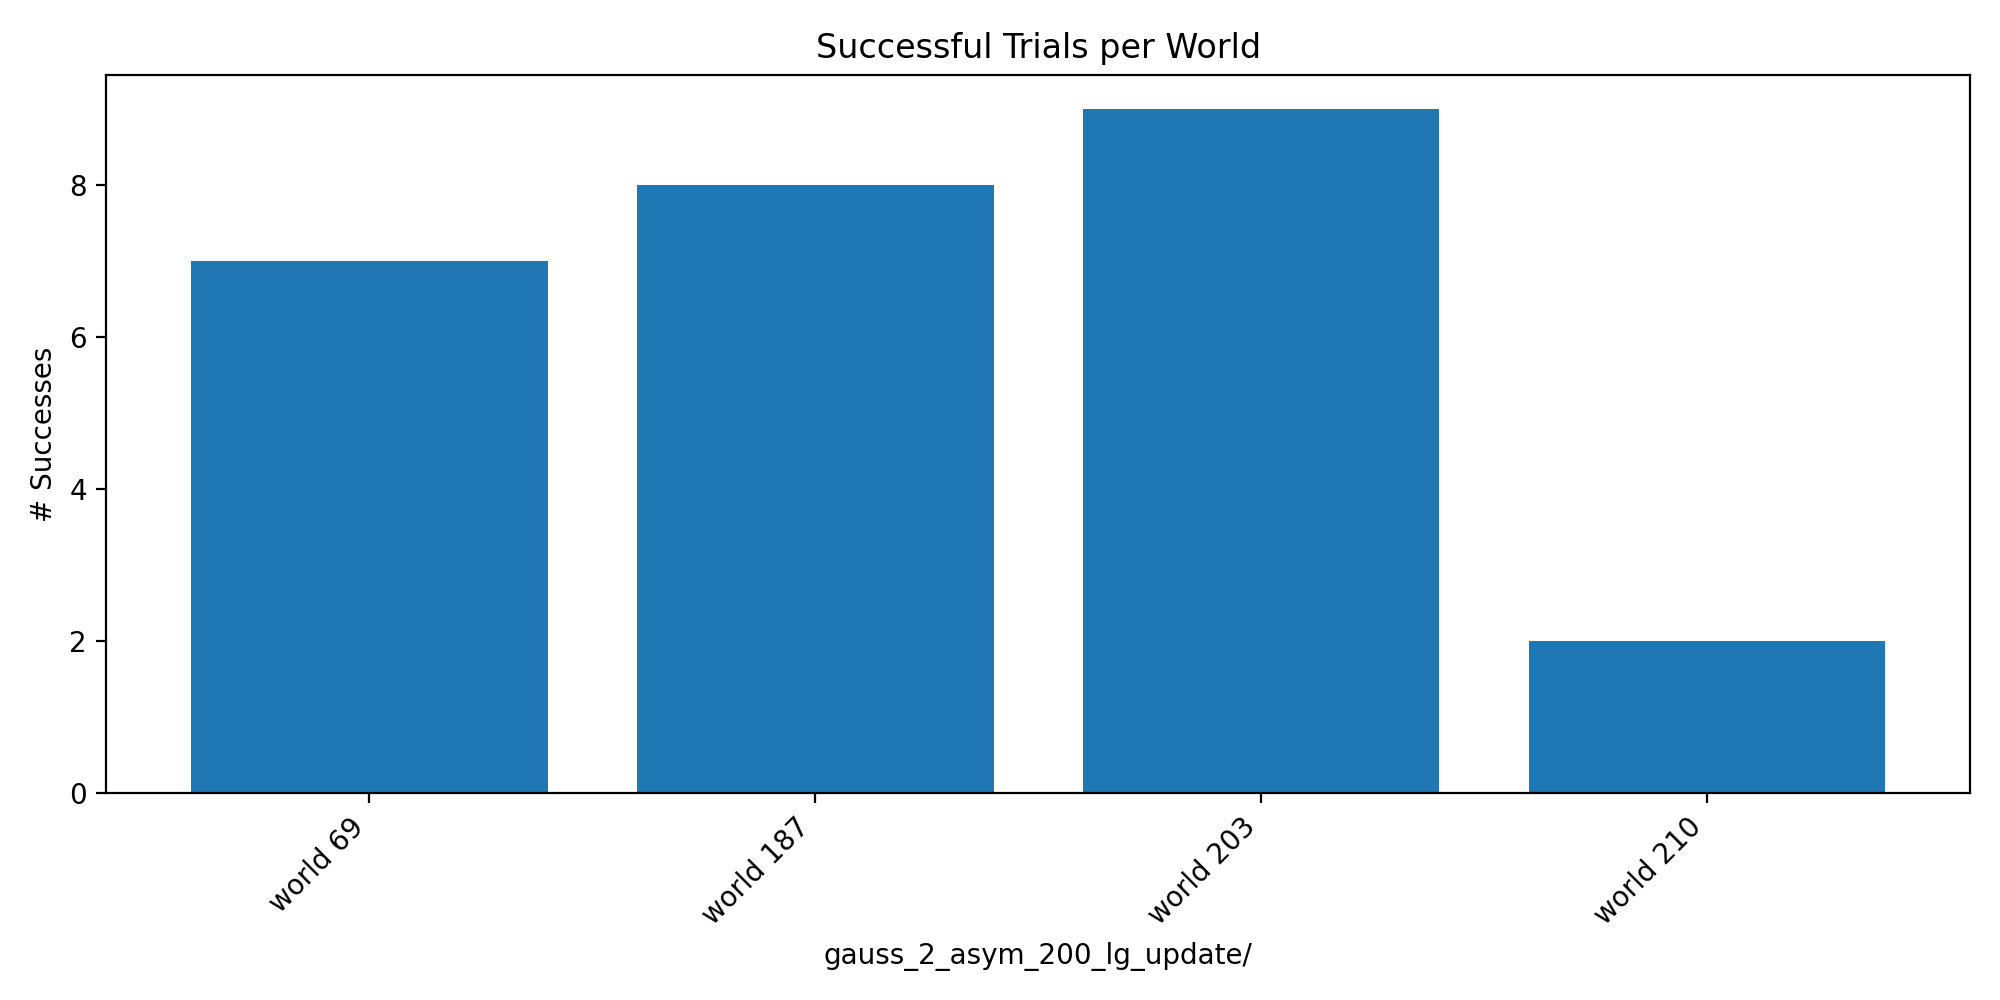 Successful Trials per World
# Successes
8
6
4
2
0
world 69
world 187
world 203
world 210
gauss_2_asym_200_lg_update/